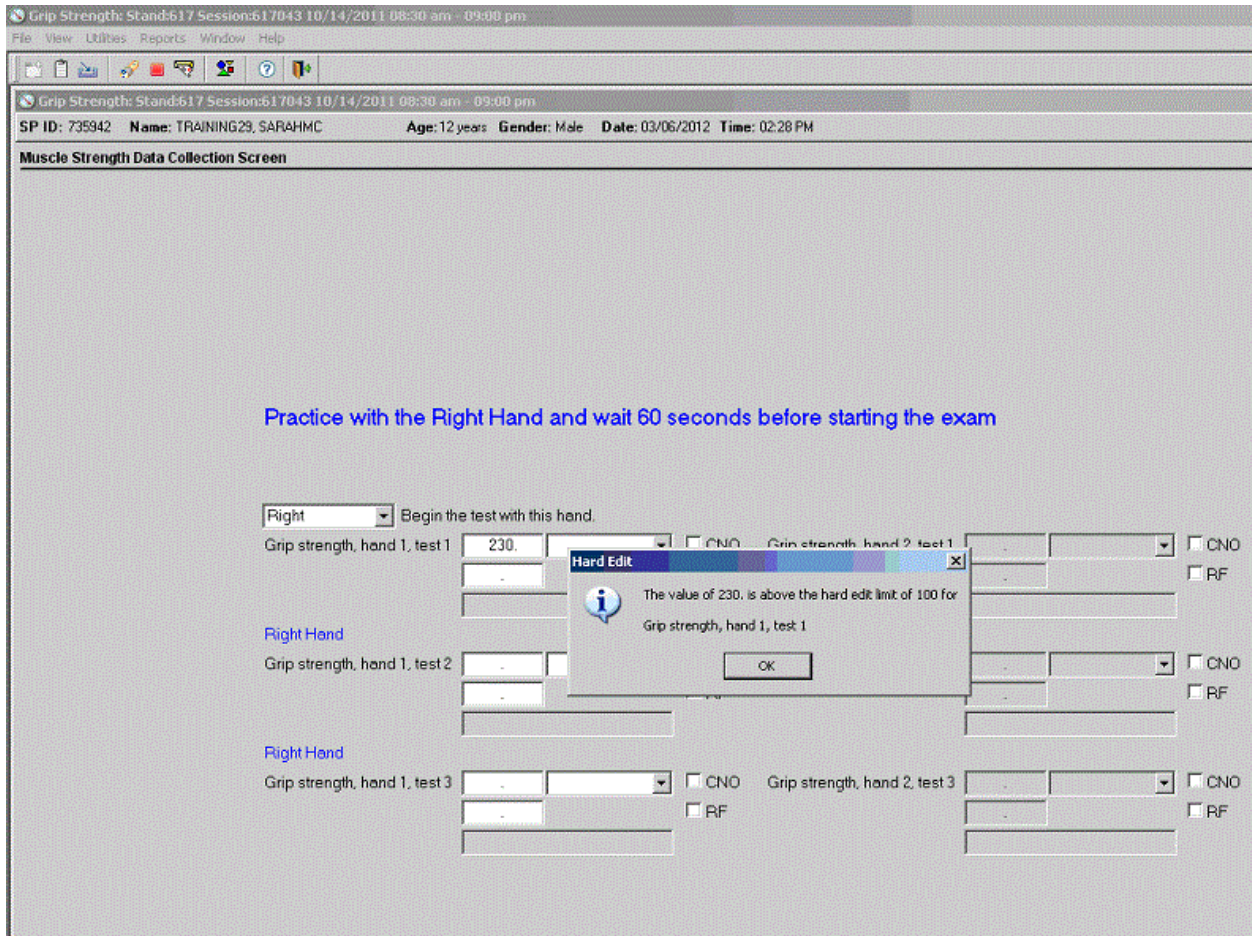 Grip Strength: Stand:617 Session:617043 10/14/2011 08:30 am - 09:00 pm
File View Utilities Reports Window Help
Grip Strength: Stand:617 Session:617043 10/14/2011 08:30 am - 09:00 pm
SP ID: 735942 Name: TRAINING29, SARAHMC Age: 12 years Gender: Male Date: 03/06/2012 Time: 02:28 PM
Muscle Strength Data Collection Screen
Practice with the Right Hand and wait 60 seconds before starting the exam
Right Begin the test with this hand.
Grip strength, hand 1, test 1 230. CNO Grip strength, hand 2, test 1 CNO
RF
Hard Edit
The value of 230. is above the hard edit limit of 100 for
Grip strength, hand 1, test 1
OK
Right Hand
Grip strength, hand 1, test 2 CNO
RF
Right Hand
Grip strength, hand 1, test 3 CNO Grip strength, hand 2, test 3 CNO
RF RF